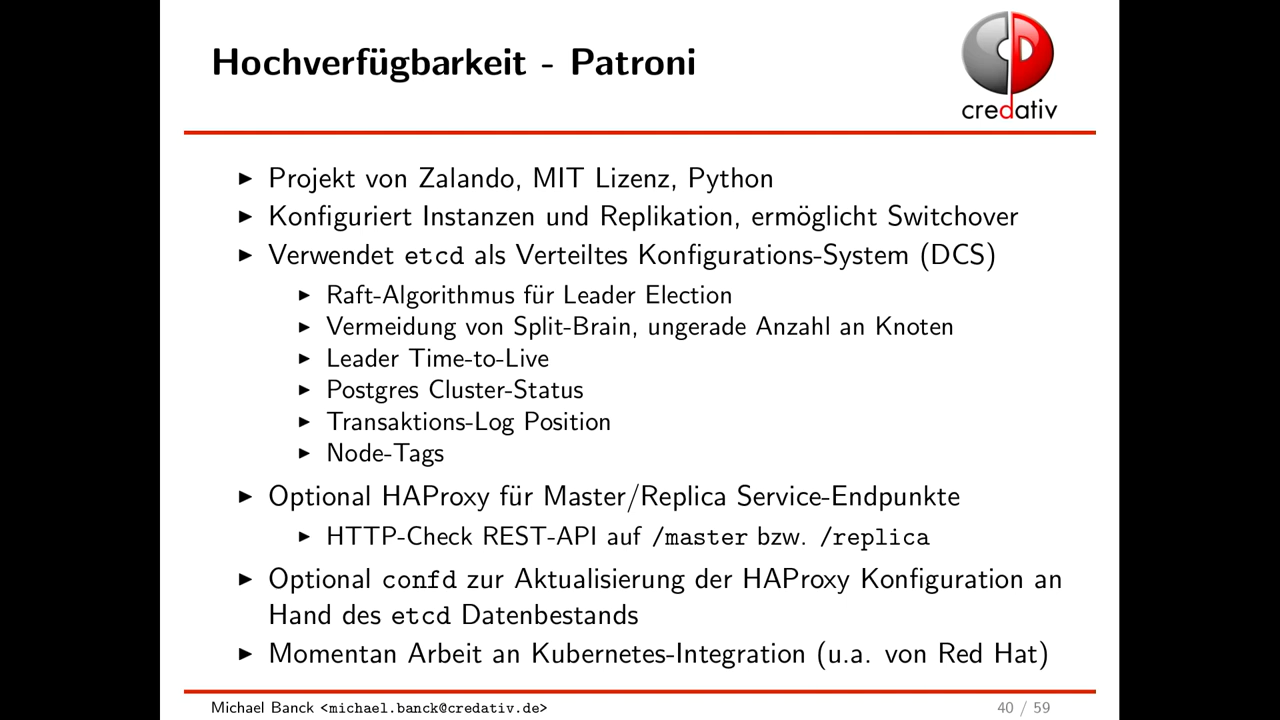 Hochverfügbarkeit - Patroni
credativ
► Projekt von Zalando, MIT Lizenz, Python
► Konfiguriert Instanzen und Replikation, ermöglicht Switchover
► Verwendet etcd als Verteiltes Konfigurations-System (DCS)
► Raft-Algorithmus für Leader Election
► Vermeidung von Split-Brain, ungerade Anzahl an Knoten
► Leader Time-to-Live
► Postgres Cluster-Status
► Transaktions-Log Position
► Node-Tags
► Optional HAProxy für Master/Replica Service-Endpunkte
► HTTP-Check REST-API auf /master bzw. /replica
► Optional confd zur Aktualisierung der HAProxy Konfiguration an
Hand des etcd Datenbestands
► Momentan Arbeit an Kubernetes-Integration (u.a. von Red Hat)
Michael Banck <michael.banck@credativ.de>
40 / 59